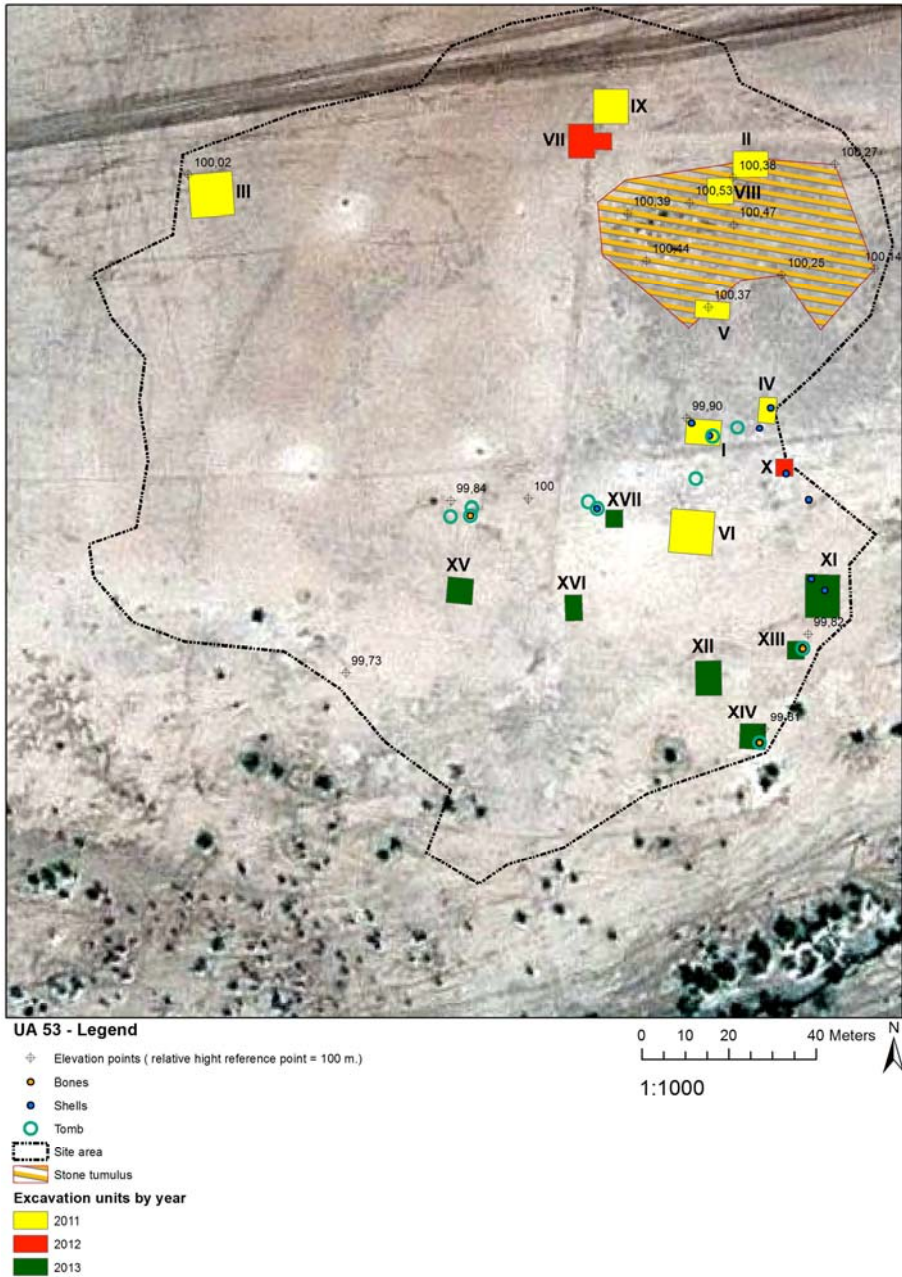 IX
VII
II
100,27
100,02
100,38
III
100,53
VIII
100,39
100,47
100,44
100,14
100,25
100,37
V
IV
99,90
I
X
99,84
100
XVII
VI
XV
XVI
XI
99,82
XIII
XII
99,73
XIV
99,81
UA 53 - Legend
Elevation points ( relative hight reference point = 100 m.)
Bones
Shells
Tomb
Site area
Stone tumulus
Excavation units by year
2011
2012
2013
0 10 20 40 Meters
N
1:1000